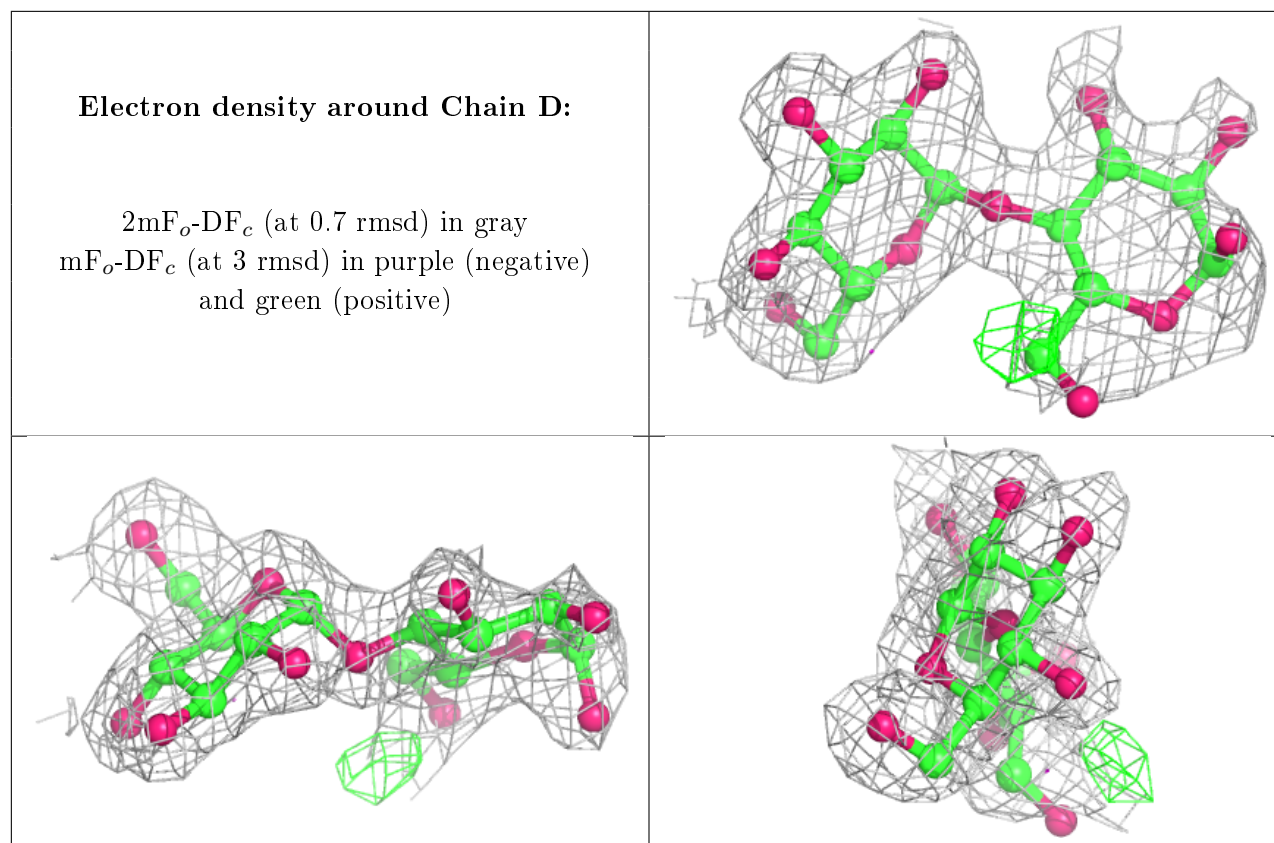 Electron density around Chain D:
2mFₒ-DF𝒸 (at 0.7 rmsd) in gray
mFₒ-DF𝒸 (at 3 rmsd) in purple (negative)
and green (positive)